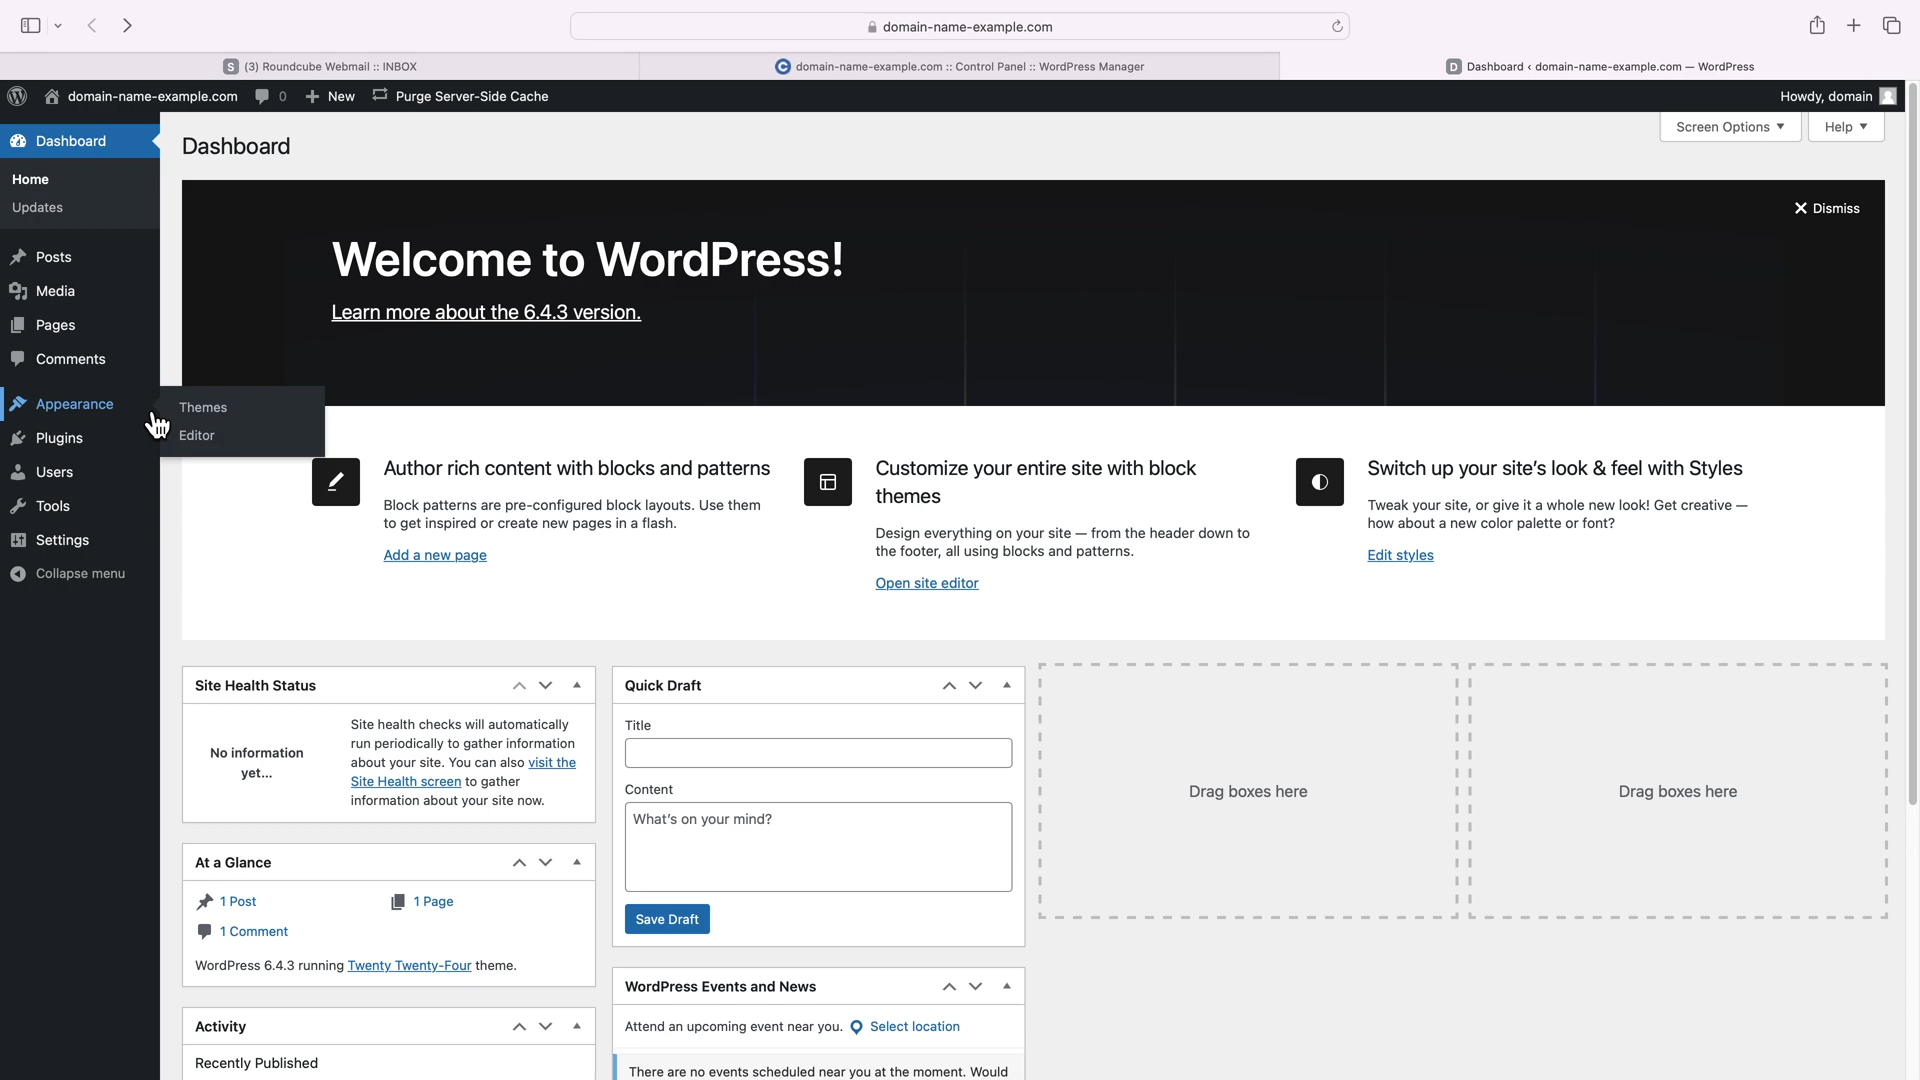 domain-name-example.com
S (3) Roundcube Webmail :: INBOX
C domain-name-example.com :: Control Panel :: WordPress Manager
D Dashboard ‹ domain-name-example.com — WordPress
domain-name-example.com 0 New Purge Server-Side Cache
Howdy, domain
Dashboard
Home
Updates
Posts
Media
Pages
Comments
Appearance
Themes
Editor
Plugins
Users
Tools
Settings
Collapse menu
Dashboard
Screen Options
Help
Dismiss
Welcome to WordPress!
Learn more about the 6.4.3 version.
Author rich content with blocks and patterns
Block patterns are pre-configured block layouts. Use them
to get inspired or create new pages in a flash.
Add a new page
Customize your entire site with block
themes
Design everything on your site — from the header down to
the footer, all using blocks and patterns.
Open site editor
Switch up your site's look & feel with Styles
Tweak your site, or give it a whole new look! Get creative —
how about a new color palette or font?
Edit styles
Site Health Status
No information
yet...
Site health checks will automatically
run periodically to gather information
about your site. You can also visit the
Site Health screen to gather
information about your site now.
At a Glance
1 Post
1 Page
1 Comment
WordPress 6.4.3 running Twenty Twenty-Four theme.
Activity
Recently Published
Quick Draft
Title
Content
What's on your mind?
Save Draft
WordPress Events and News
Attend an upcoming event near you. Select location
There are no events scheduled near you at the moment. Would
Drag boxes here
Drag boxes here